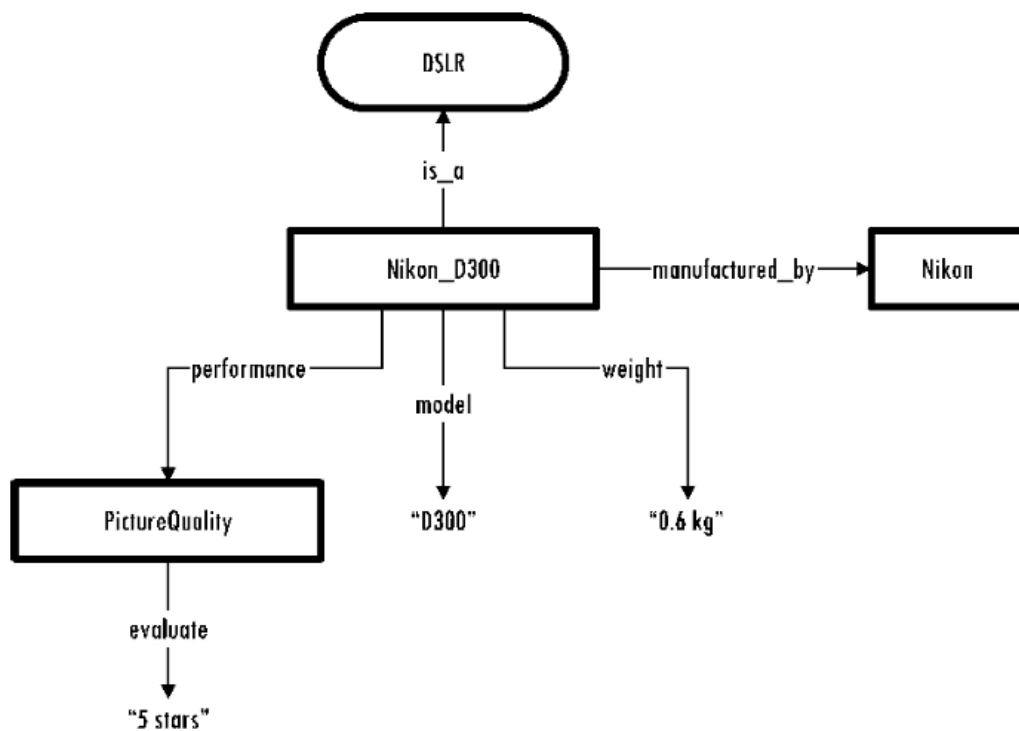 DSLR
is_a
Nikon_D300
manufactured_by
Nikon
performance
weight
model
PictureQuality
“D300”
“0.6 kg”
evaluate
“5 stars”